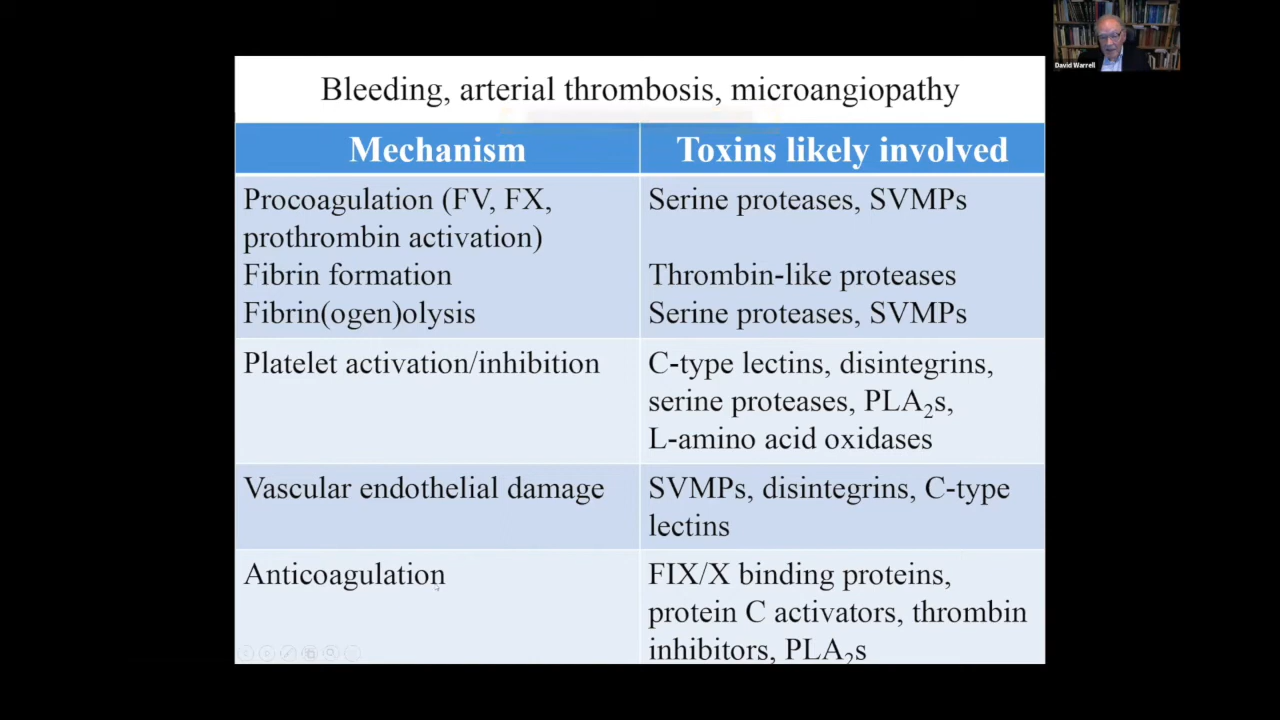 David Warrell
Bleeding, arterial thrombosis, microangiopathy
Mechanism
Toxins likely involved
Procoagulation (FV, FX,
prothrombin activation)
Serine proteases, SVMPs
Fibrin formation
Thrombin-like proteases
Fibrin(ogen)olysis
Serine proteases, SVMPs
Platelet activation/inhibition
C-type lectins, disintegrins,
serine proteases, PLA₂s,
L-amino acid oxidases
Vascular endothelial damage
SVMPs, disintegrins, C-type
lectins
Anticoagulation
FIX/X binding proteins,
protein C activators, thrombin
inhibitors, PLA₂s